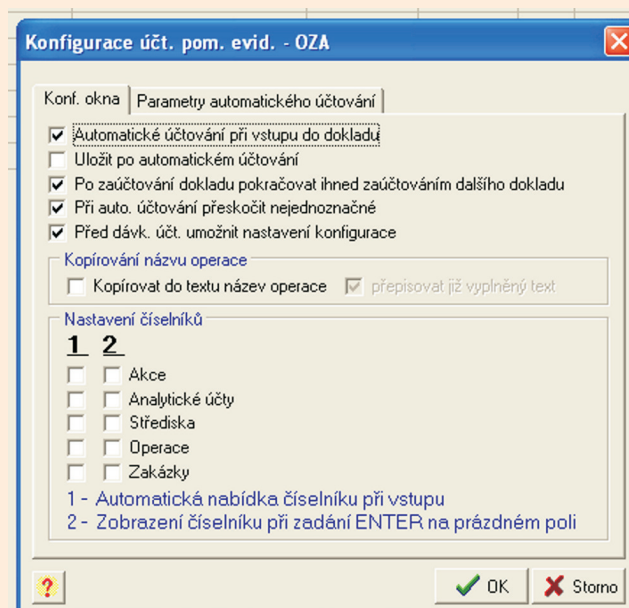 Konfigurace účt. pom. evid. - OZA
Konf. okna
Parametry automatického účtování
Automatické účtování při vstupu do dokladu
Uložit po automatickém účtování
Po zaúčtování dokladu pokračovat ihned zaúčtováním dalšího dokladu
Při auto. účtování přeskočit nejednoznačné
Před dávk. účt. umožnit nastavení konfigurace
Kopírování názvu operace
Kopírovat do textu název operace přepisovat již vyplněný text
Nastavení číselníků
1 2
Akce
Analytické účty
Střediska
Operace
Zakázky
1 - Automatická nabídka číselníku při vstupu
2 - Zobrazení číselníku při zadání ENTER na prázdném poli
? OK Storno